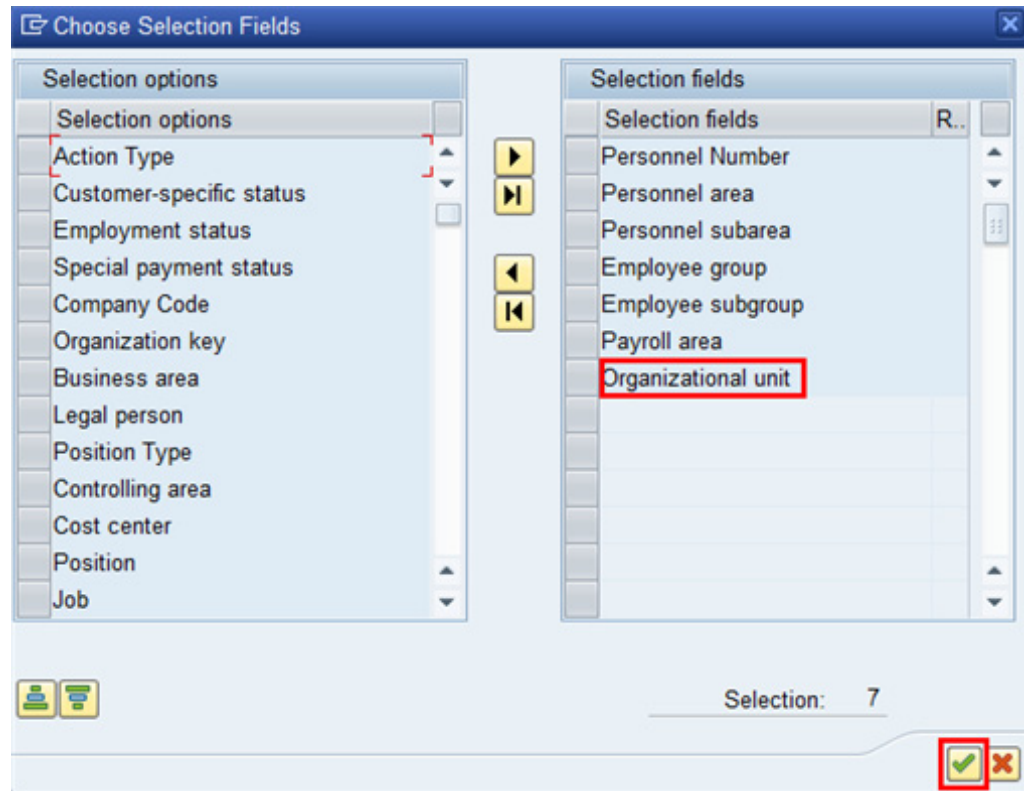 Choose Selection Fields
Selection options
Selection options
Action Type
Customer-specific status
Employment status
Special payment status
Company Code
Organization key
Business area
Legal person
Position Type
Controlling area
Cost center
Position
Job
Selection fields
Selection fields R..
Personnel Number
Personnel area
Personnel subarea
Employee group
Employee subgroup
Payroll area
Organizational unit
Selection: 7